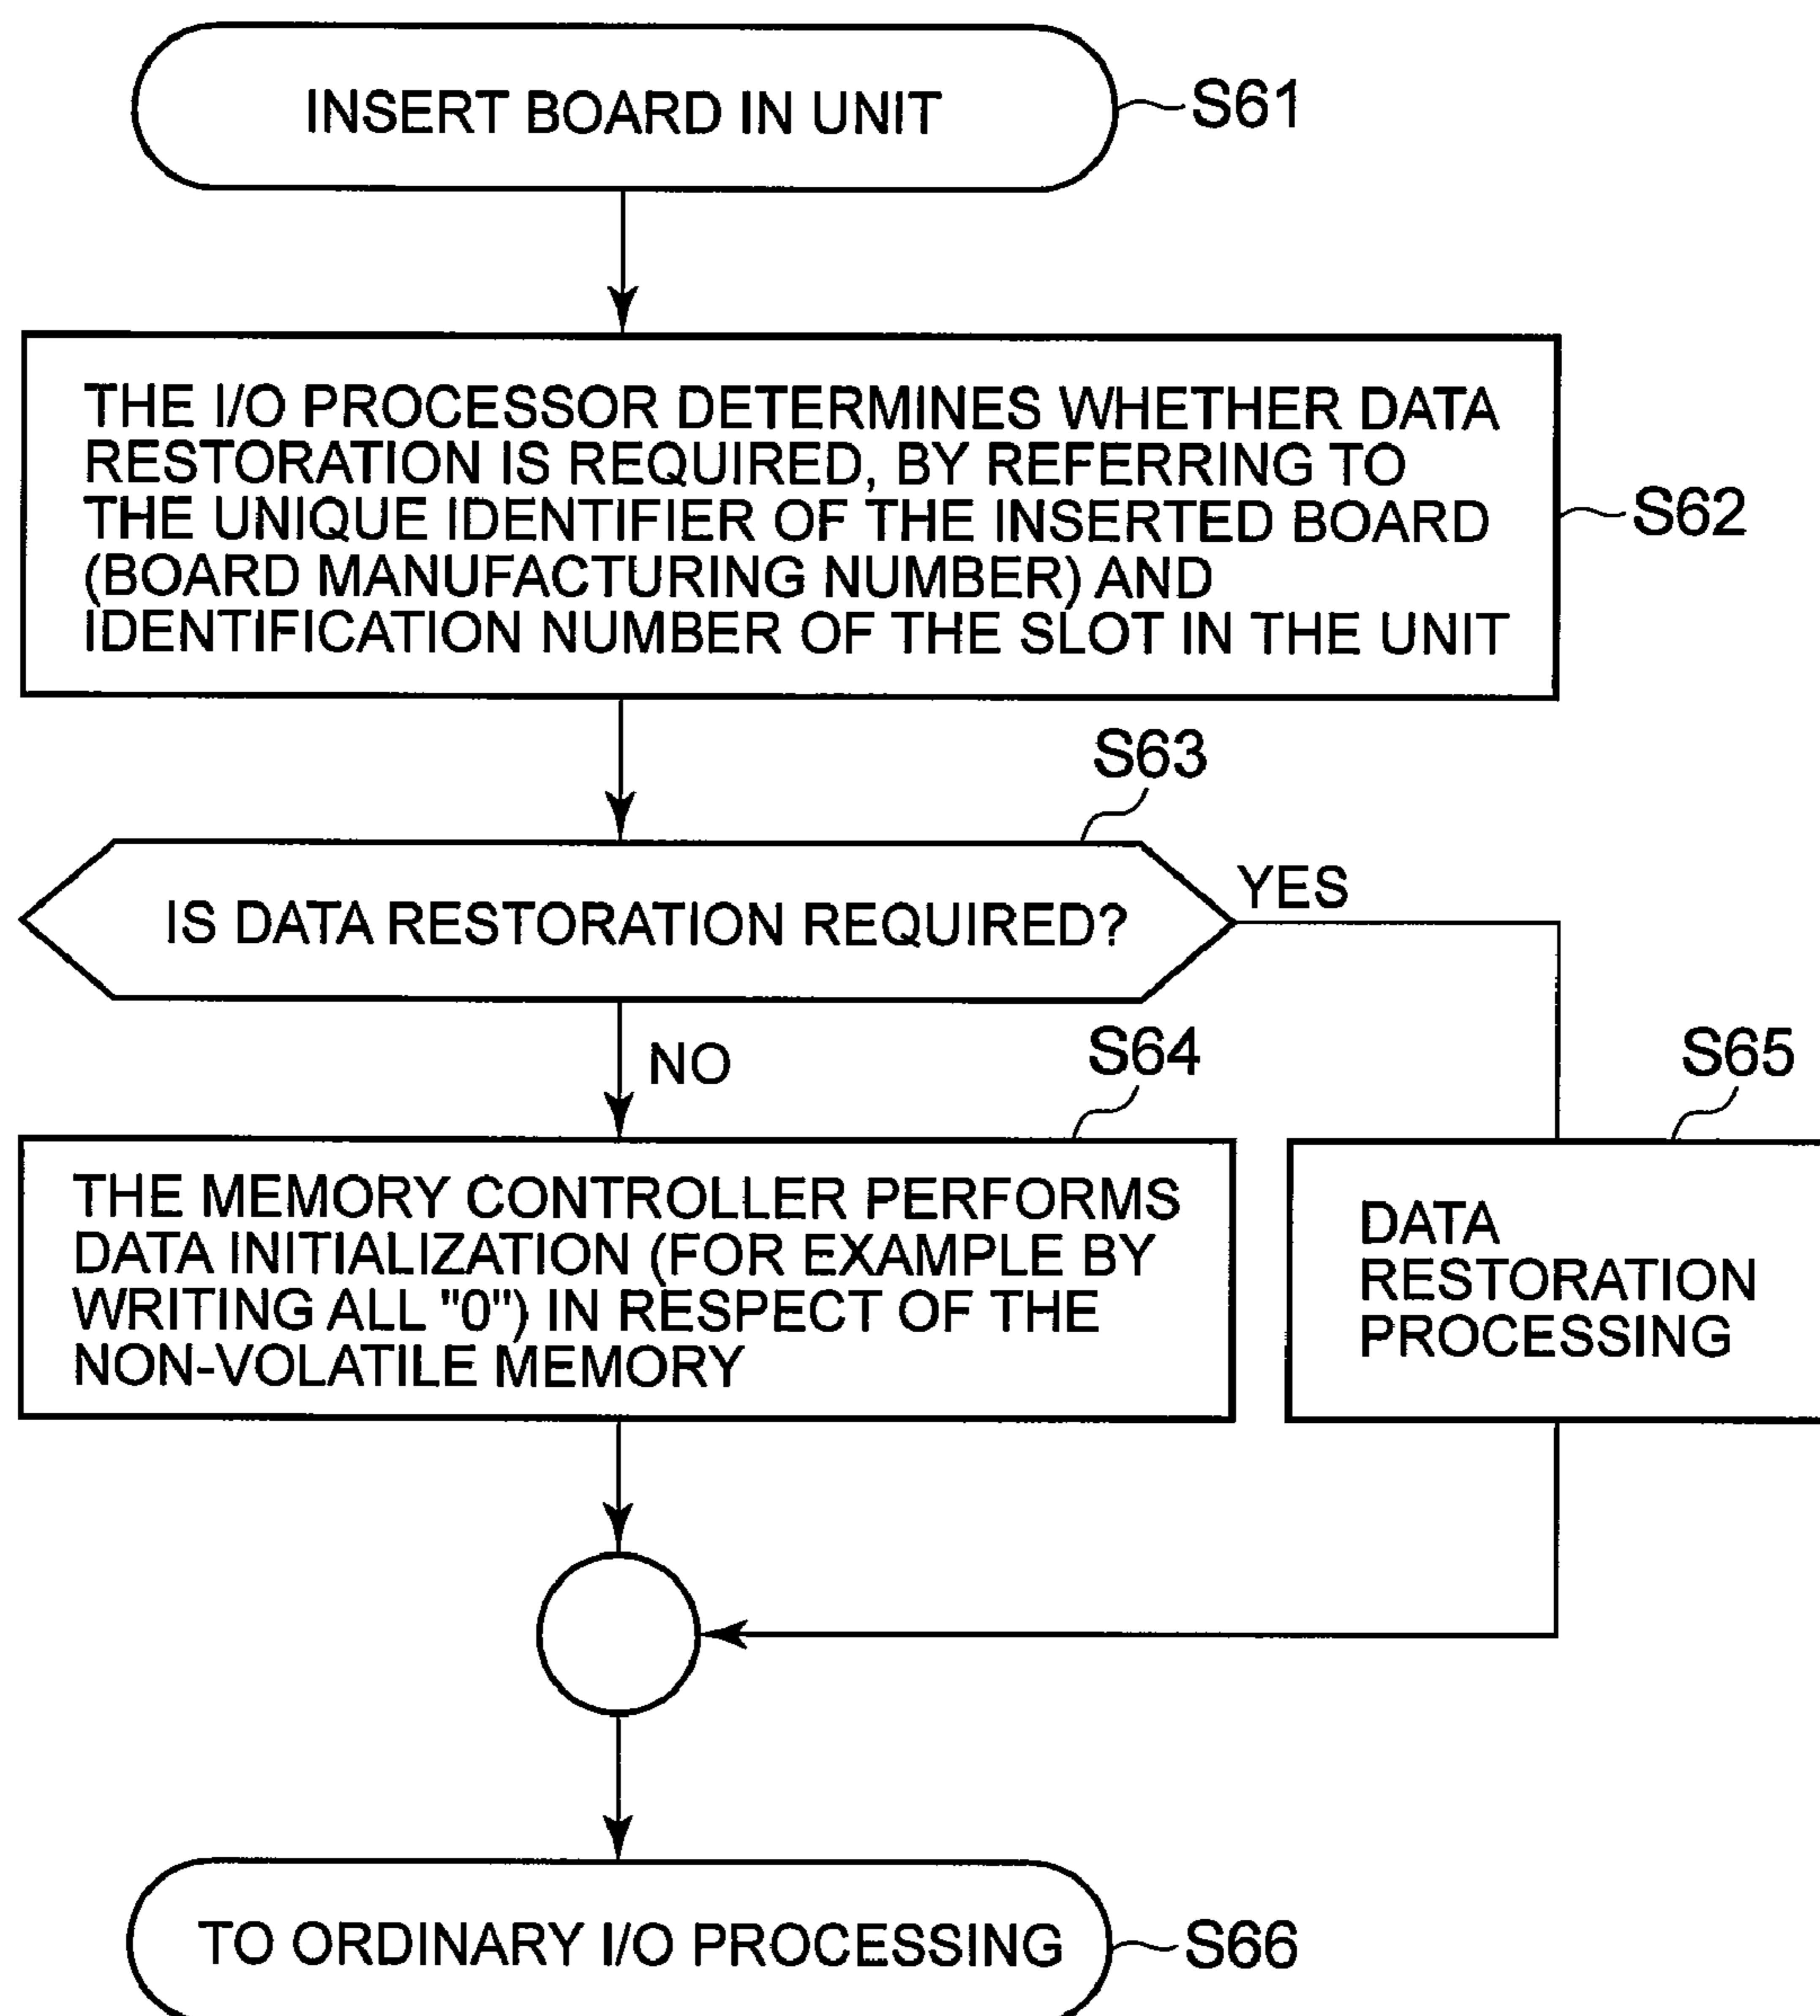 INSERT BOARD IN UNIT
S61
THE I/O PROCESSOR DETERMINES WHETHER DATA
RESTORATION IS REQUIRED, BY REFERRING TO
THE UNIQUE IDENTIFIER OF THE INSERTED BOARD
(BOARD MANUFACTURING NUMBER) AND
IDENTIFICATION NUMBER OF THE SLOT IN THE UNIT
S62
S63
IS DATA RESTORATION REQUIRED?
YES
NO
S64
S65
THE MEMORY CONTROLLER PERFORMS
DATA INITIALIZATION (FOR EXAMPLE BY
WRITING ALL "0") IN RESPECT OF THE
NON-VOLATILE MEMORY
DATA
RESTORATION
PROCESSING
TO ORDINARY I/O PROCESSING
S66